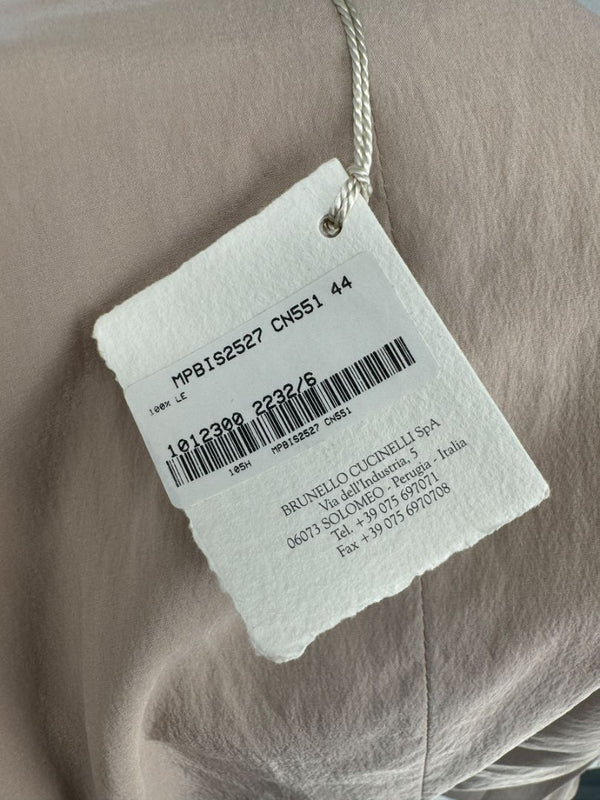 MPBIS2527 CN551 44
100% LE
1012300 2232/6
105H MPBIS2527 CN551
BRUNELLO CUCINELLI SpA
Via dell'Industria, 5
06073 SOLOMEO - Perugia - Italia
Tel. +39 075 697071
Fax +39 075 6970708